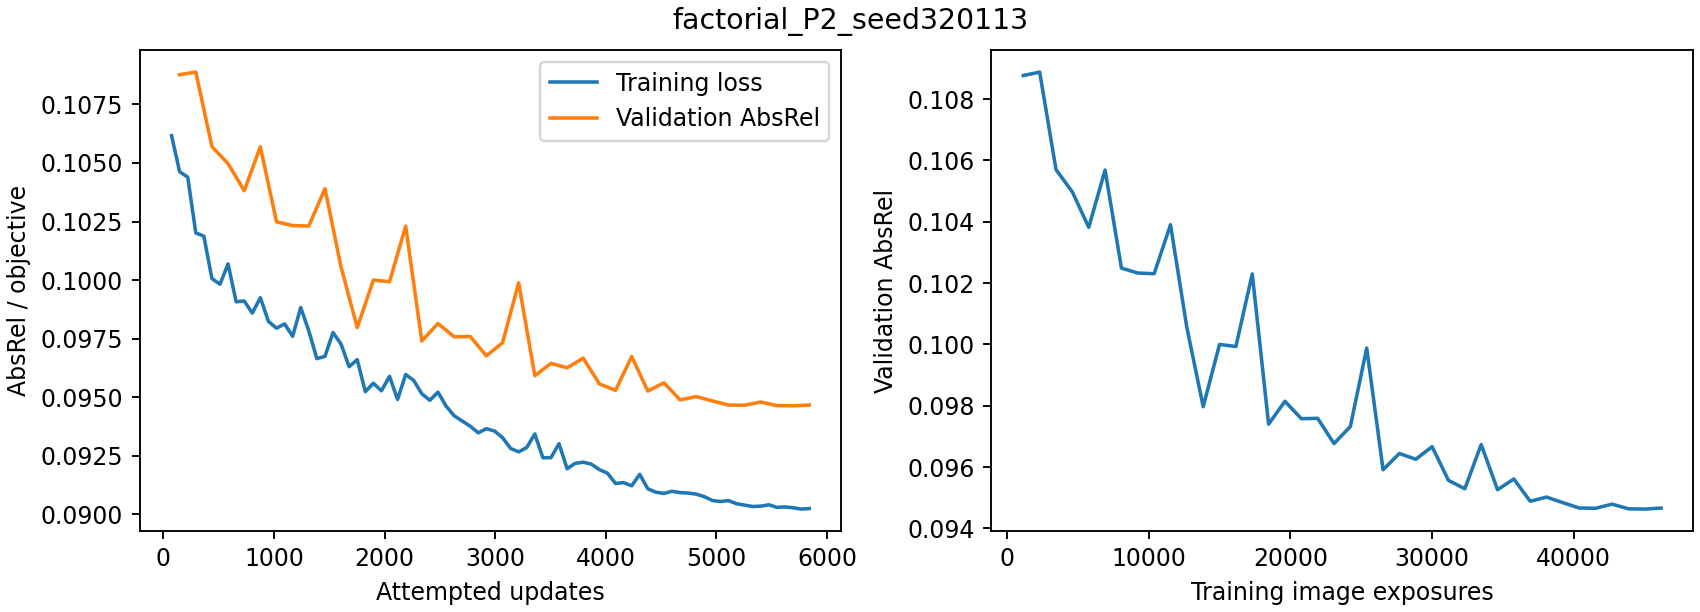 factorial_P2_seed320113
AbsRel / objective
0.1075
0.1050
0.1025
0.1000
0.0975
0.0950
0.0925
0.0900
Training loss
Validation AbsRel
0 1000 2000 3000 4000 5000 6000
Attempted updates
Validation AbsRel
0.108
0.106
0.104
0.102
0.100
0.098
0.096
0.094
0 10000 20000 30000 40000
Training image exposures